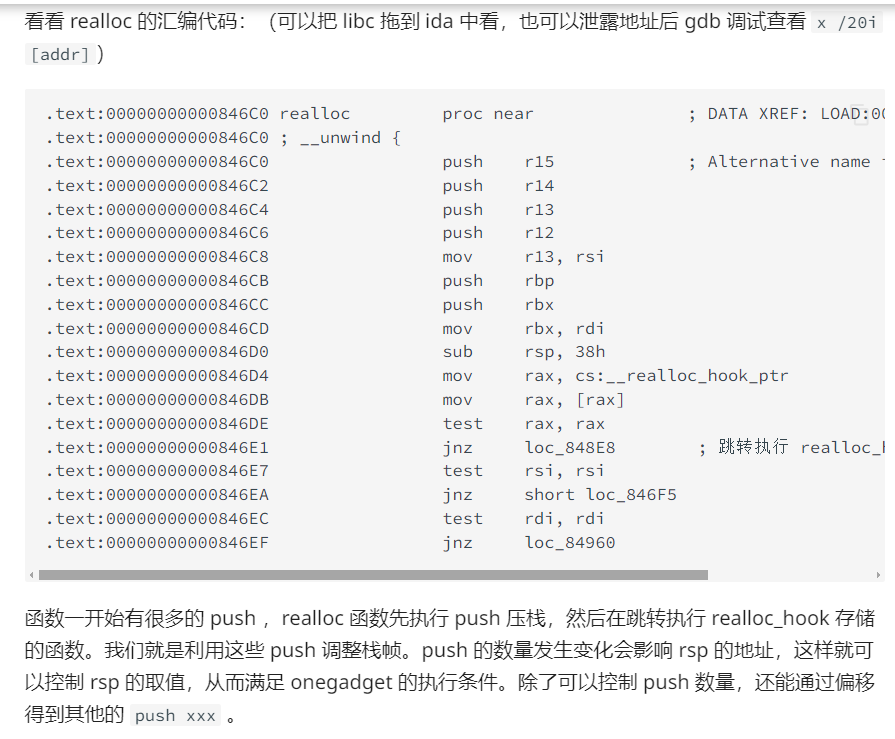 看看 realloc 的汇编代码：（可以把 libc 拖到 ida 中看，也可以泄露地址后 gdb 调试查看 x /20i
[addr] ）
.text:00000000000846C0 realloc proc near ; DATA XREF: LOAD:00
.text:00000000000846C0 ; __unwind {
.text:00000000000846C0 push r15 ; Alternative name
.text:00000000000846C2 push r14
.text:00000000000846C4 push r13
.text:00000000000846C6 push r12
.text:00000000000846C8 mov r13, rsi
.text:00000000000846CB push rbp
.text:00000000000846CC push rbx
.text:00000000000846CD mov rbx, rdi
.text:00000000000846D0 sub rsp, 38h
.text:00000000000846D4 mov rax, cs:__realloc_hook_ptr
.text:00000000000846DB mov rax, [rax]
.text:00000000000846DE test rax, rax
.text:00000000000846E1 jnz loc_848E8 ; 跳转执行 realloc_h
.text:00000000000846E7 test rsi, rsi
.text:00000000000846EA jnz short loc_846F5
.text:00000000000846EC test rdi, rdi
.text:00000000000846EF jnz loc_84960
函数一开始有很多的 push ，realloc 函数先执行 push 压栈，然后在跳转执行 realloc_hook 存储
的函数。我们就是利用这些 push 调整栈帧。push 的数量发生变化会影响 rsp 的地址，这样就可
以控制 rsp 的取值，从而满足 onegadget 的执行条件。除了可以控制 push 数量，还能通过偏移
得到其他的 push xxx 。